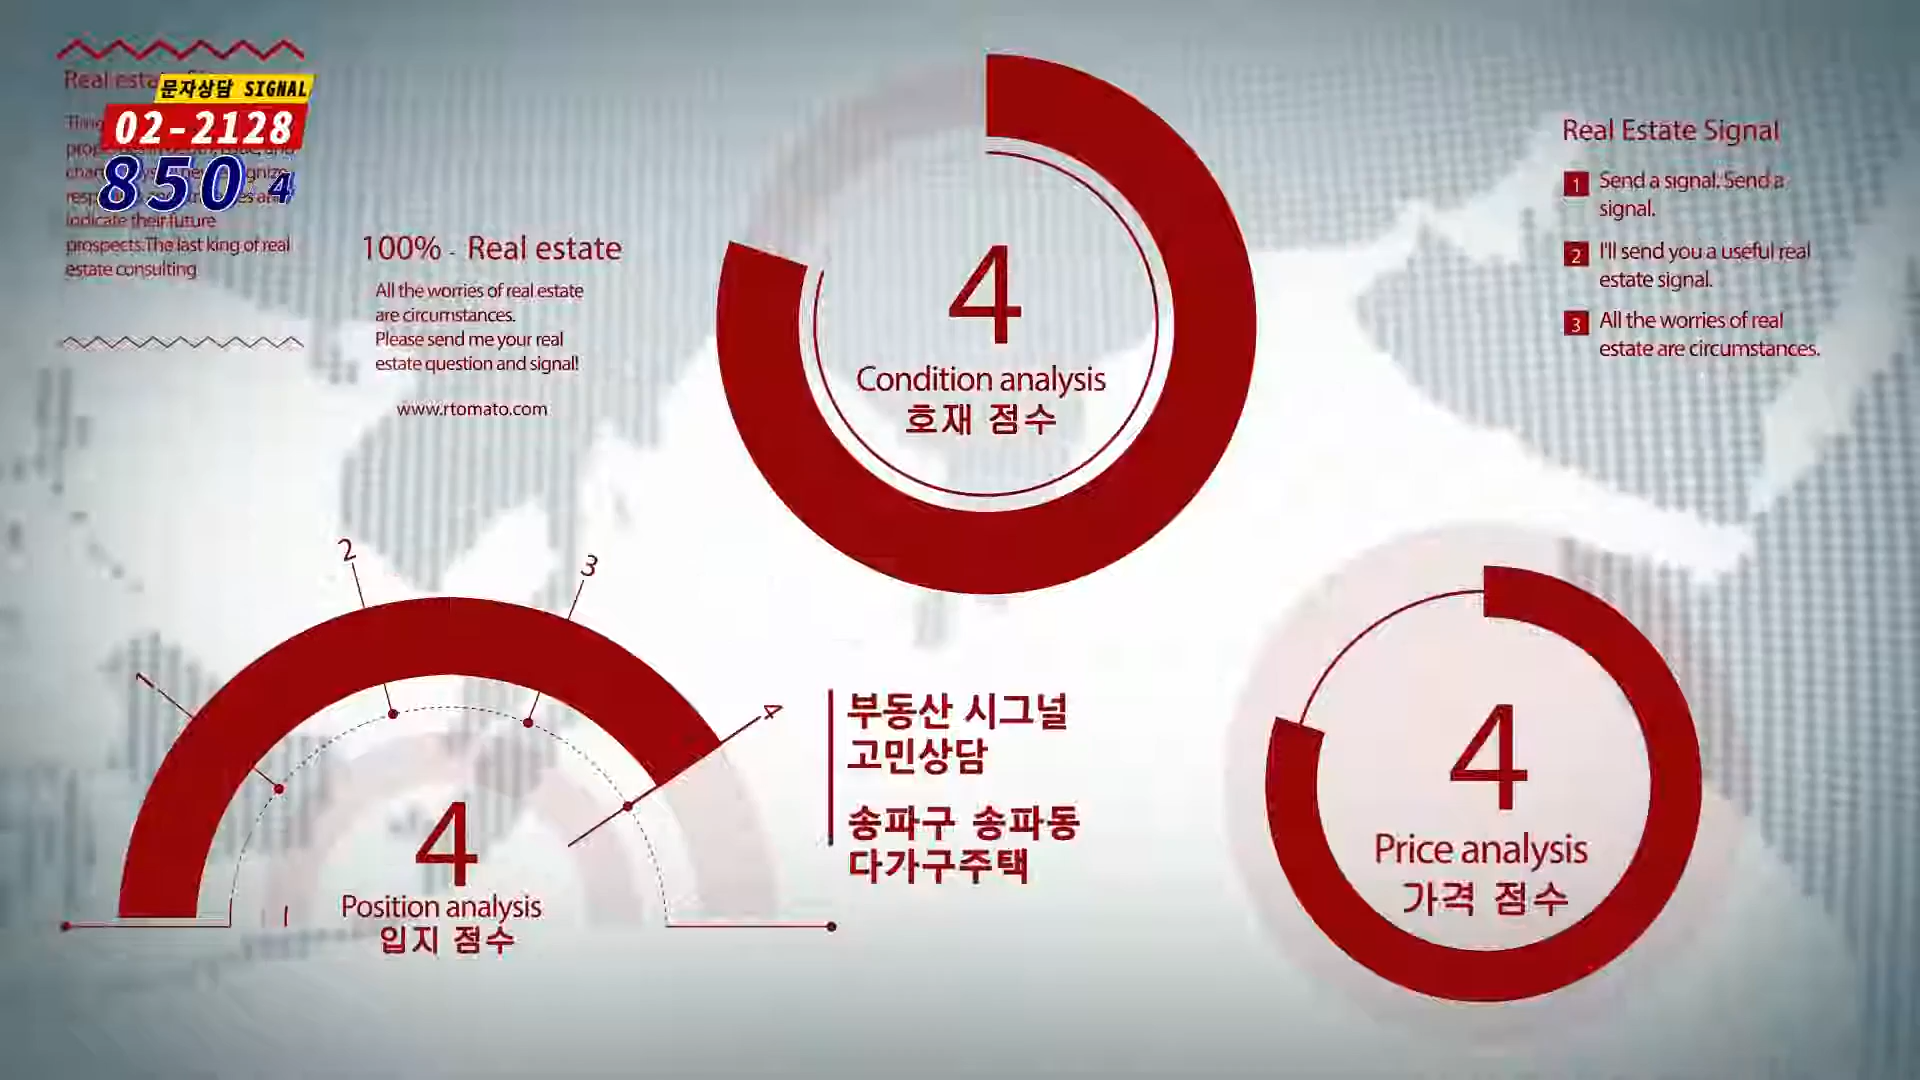 Real esta
문자상담 SIGNAL
02-2128
8504
indicate their future
prospects.The last king of real
estate consulting
100% - Real estate
All the worries of real estate
are circumstances.
Please send me your real
estate question and signal!
www.rtomato.com
4
Condition analysis
호재 점수
Real Estate Signal
1 Send a signal. Send a
signal.
2 I'll send you a useful real
estate signal.
3 All the worries of real
estate are circumstances.
1
2
3
4
4
Position analysis
입지 점수
부동산 시그널
고민상담
송파구 송파동
다가구주택
4
Price analysis
가격 점수